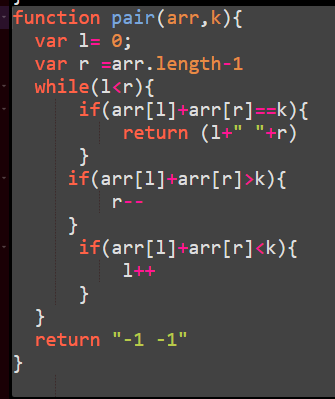 function pair(arr,k){
  var l= 0;
  var r =arr.length-1
  while(l<r){
      if(arr[l]+arr[r]==k){
          return (l+" "+r)
      }
     if(arr[l]+arr[r]>k){
         r--
     }
      if(arr[l]+arr[r]<k){
          l++
      }
  }
  return "-1 -1"
}